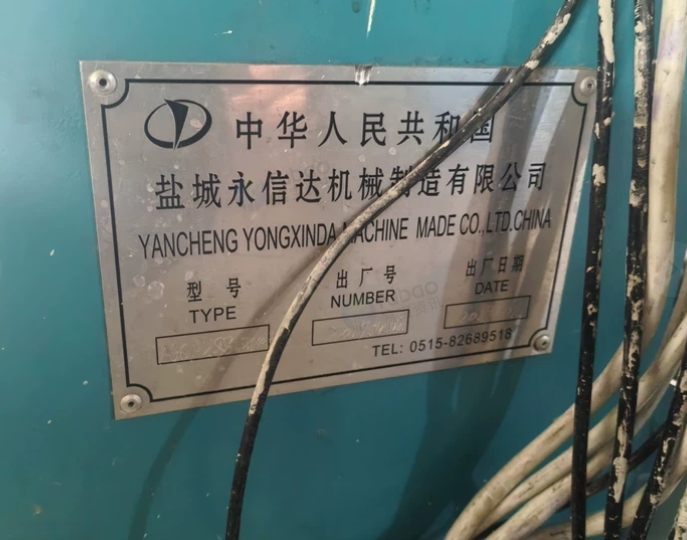 中华人民共和国
盐城永信达机械制造有限公司
YANCHENG YONGXINDA MACHINE MADE CO.,LTD.CHINA
型号 出厂号 出厂日期
TYPE NUMBER DATE
TEL: 0515-82689518